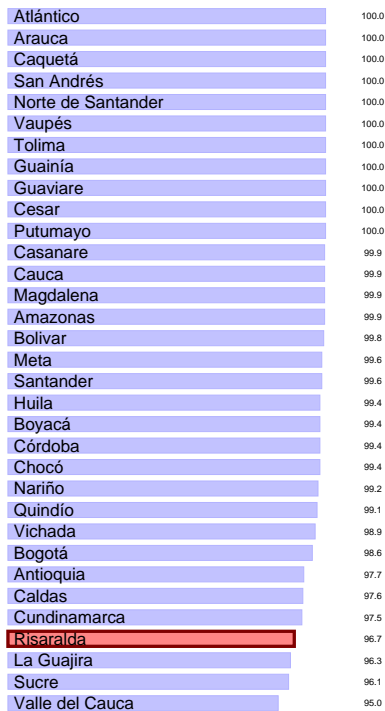 Atlántico 100.0
Arauca 100.0
Caquetá 100.0
San Andrés 100.0
Norte de Santander 100.0
Vaupés 100.0
Tolima 100.0
Guainía 100.0
Guaviare 100.0
Cesar 100.0
Putumayo 100.0
Casanare 99.9
Cauca 99.9
Magdalena 99.9
Amazonas 99.9
Bolivar 99.8
Meta 99.6
Santander 99.6
Huila 99.4
Boyacá 99.4
Córdoba 99.4
Chocó 99.4
Nariño 99.2
Quindío 99.1
Vichada 98.9
Bogotá 98.6
Antioquia 97.7
Caldas 97.6
Cundinamarca 97.5
Risaralda 96.7
La Guajira 96.3
Sucre 96.1
Valle del Cauca 95.0